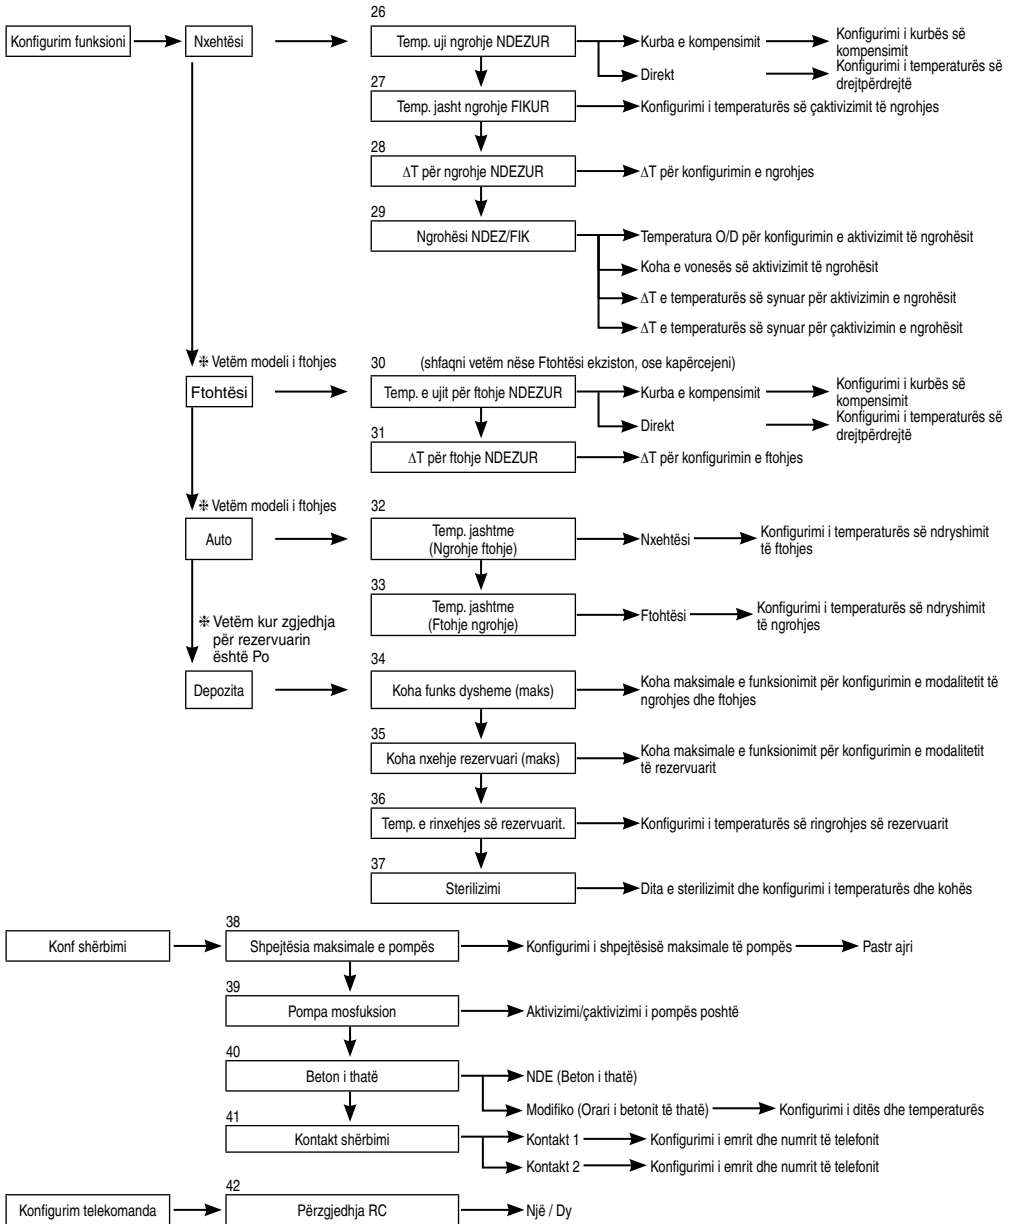 26
Konfigurim funksioni
Nxehtësi
Temp. uji ngrohje NDEZUR
Kurba e kompensimit
Konfigurimi i kurbës së
kompensimit
Direkt
Konfigurimi i temperaturës së
drejtpërdrejtë
27
Temp. jasht ngrohje FIKUR
Konfigurimi i temperaturës së çaktivizimit të ngrohjes
28
ΔT për ngrohje NDEZUR
ΔT për konfigurimin e ngrohjes
29
Ngrohësi NDEZ/FIK
Temperatura O/D për konfigurimin e aktivizimit të ngrohësit
Koha e vonesës së aktivizimit të ngrohësit
ΔT e temperaturës së synuar për aktivizimin e ngrohësit
ΔT e temperaturës së synuar për çaktivizimin e ngrohësit
❈ Vetëm modeli i ftohjes
30 (shfaqni vetëm nëse Ftohtësi ekziston, ose kapërcejeni)
Ftohtësi
Temp. e ujit për ftohje NDEZUR
Kurba e kompensimit
Konfigurimi i kurbës së
kompensimit
Direkt
Konfigurimi i temperaturës së
drejtpërdrejtë
31
ΔT për ftohje NDEZUR
ΔT për konfigurimin e ftohjes
❈ Vetëm modeli i ftohjes
32
Auto
Temp. jashtme
(Ngrohje ftohje)
Nxehtësi
Konfigurimi i temperaturës së ndryshimit
të ftohjes
33
Temp. jashtme
(Ftohje ngrohje)
Ftohtësi
Konfigurimi i temperaturës së ndryshimit
të ngrohjes
❈ Vetëm kur zgjedhja
për rezervuarin
është Po
34
Depozita
Koha funks dysheme (maks)
Koha maksimale e funksionimit për konfigurimin e modalitetit të
ngrohjes dhe ftohjes
35
Koha nxehje rezervuari (maks)
Koha maksimale e funksionimit për konfigurimin e modalitetit
të rezervuarit
36
Temp. e rinxehjes së rezervuarit.
Konfigurimi i temperaturës së ringrohjes së rezervuarit
37
Sterilizimi
Dita e sterilizimit dhe konfigurimi i temperaturës dhe kohës
38
Konf shërbimi
Shpejtësia maksimale e pompës
Konfigurimi i shpejtësisë maksimale të pompës
Pastr ajri
39
Pompa mosfuksion
Aktivizimi/çaktivizimi i pompës poshtë
40
Beton i thatë
NDE (Beton i thatë)
Modifiko (Orari i betonit të thatë)
Konfigurimi i ditës dhe temperaturës
41
Kontakt shërbimi
Kontakt 1
Konfigurimi i emrit dhe numrit të telefonit
Kontakt 2
Konfigurimi i emrit dhe numrit të telefonit
42
Konfigurim telekomanda
Përzgjedhja RC
Një / Dy